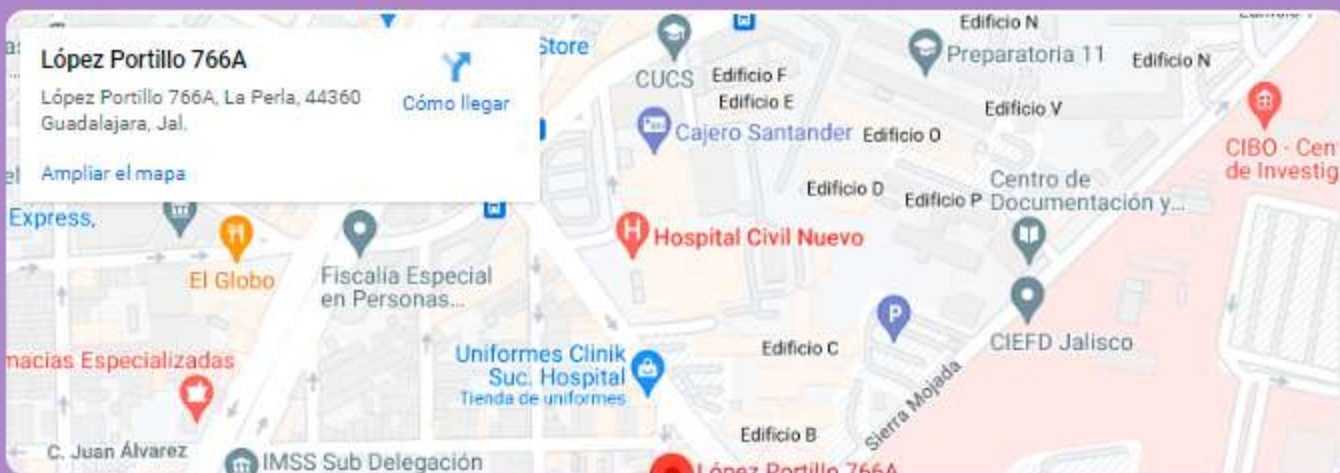 López Portillo 766A
López Portillo 766A, La Perla, 44360
Guadalajara, Jal.
Cómo llegar
Ampliar el mapa
Store
CUCS
Edificio F
Edificio E
Edificio N
Preparatoria 11
Edificio N
Edificio V
Cajero Santander
Edificio O
CIBO - Cen
de Investig
Edificio D
Edificio P
Centro de
Documentación y...
Express,
Hospital Civil Nuevo
El Globo
Fiscalía Especial
en Personas...
CIEFD Jalisco
macias Especializadas
Uniformes Clinik
Suc. Hospital
Tienda de uniformes
Edificio C
Sierra Mojada
C. Juan Álvarez
IMSS Sub Delegación
Edificio B
López Portillo 766A
P
H